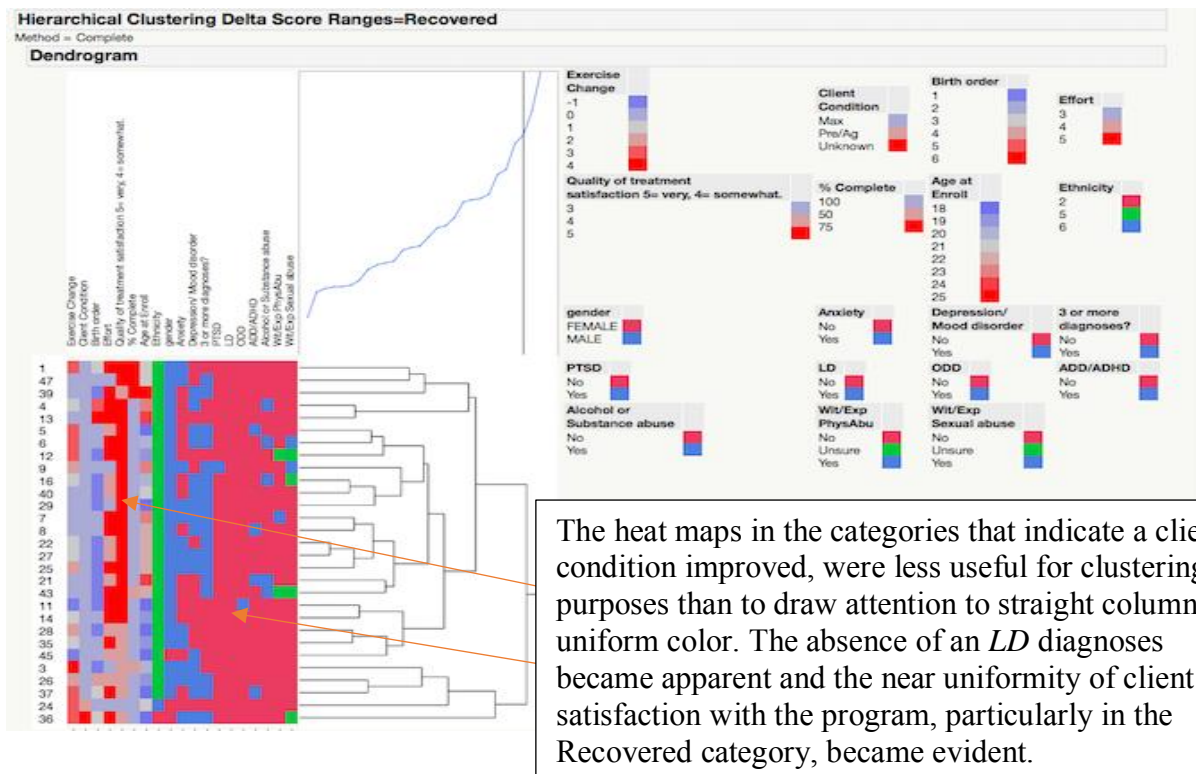 Hierarchical Clustering Delta Score Ranges=Recovered
Method = Complete
Dendrogram
Exercise Change
Client Condition
Birth order
Effort
Quality of treatment satisfaction 5= very, 4= somewhat.
% Complete
Age at Enroll
Ethnicity
gender
Anxiety
Depression/ Mood disorder
3 or more diagnoses?
PTSD
LD
ODD
ADD/ADHD
Alcohol or Substance abuse
Wit/Exp PhysAbu
Wit/Exp Sexual abuse
1
47
39
4
13
5
6
12
9
16
40
29
7
8
22
27
25
21
43
11
14
28
35
45
3
26
37
24
36
Exercise
Change
-1
0
1
2
3
4
Client
Condition
Max
Pre/Ag
Unknown
Birth order
1
2
3
4
5
6
Effort
3
4
5
Quality of treatment
satisfaction 5= very, 4= somewhat.
3
4
5
% Complete
100
50
75
Age at
Enroll
18
19
20
21
22
23
24
25
Ethnicity
2
5
6
gender
FEMALE
MALE
Anxiety
No
Yes
Depression/
Mood disorder
No
Yes
3 or more
diagnoses?
No
Yes
PTSD
No
Yes
LD
No
Yes
ODD
No
Yes
ADD/ADHD
No
Yes
Alcohol or
Substance abuse
No
Yes
Wit/Exp
PhysAbu
No
Unsure
Yes
Wit/Exp
Sexual abuse
No
Unsure
Yes
The heat maps in the categories that indicate a clie
condition improved, were less useful for clustering
purposes than to draw attention to straight column
uniform color. The absence of an LD diagnoses
became apparent and the near uniformity of client
satisfaction with the program, particularly in the
Recovered category, became evident.